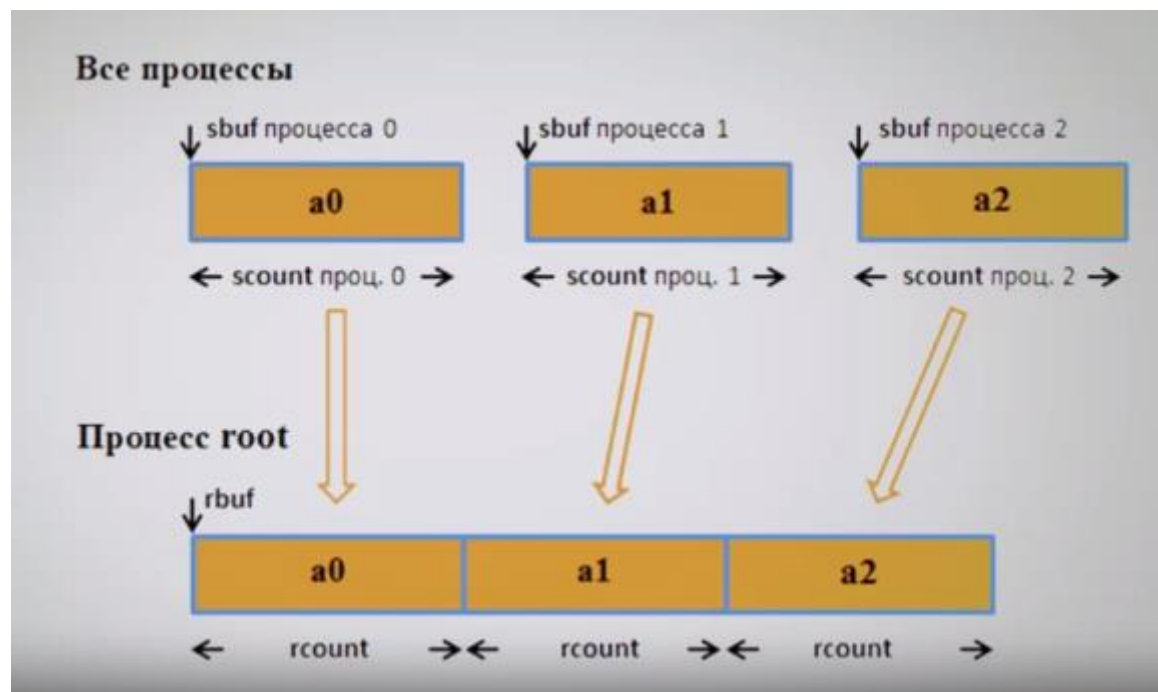 Все процессы
sbuf процесса 0
sbuf процесса 1
sbuf процесса 2
a0
a1
a2
scount проц. 0
scount проц. 1
scount проц. 2
Процесс root
rbuf
a0
a1
a2
rcount
rcount
rcount